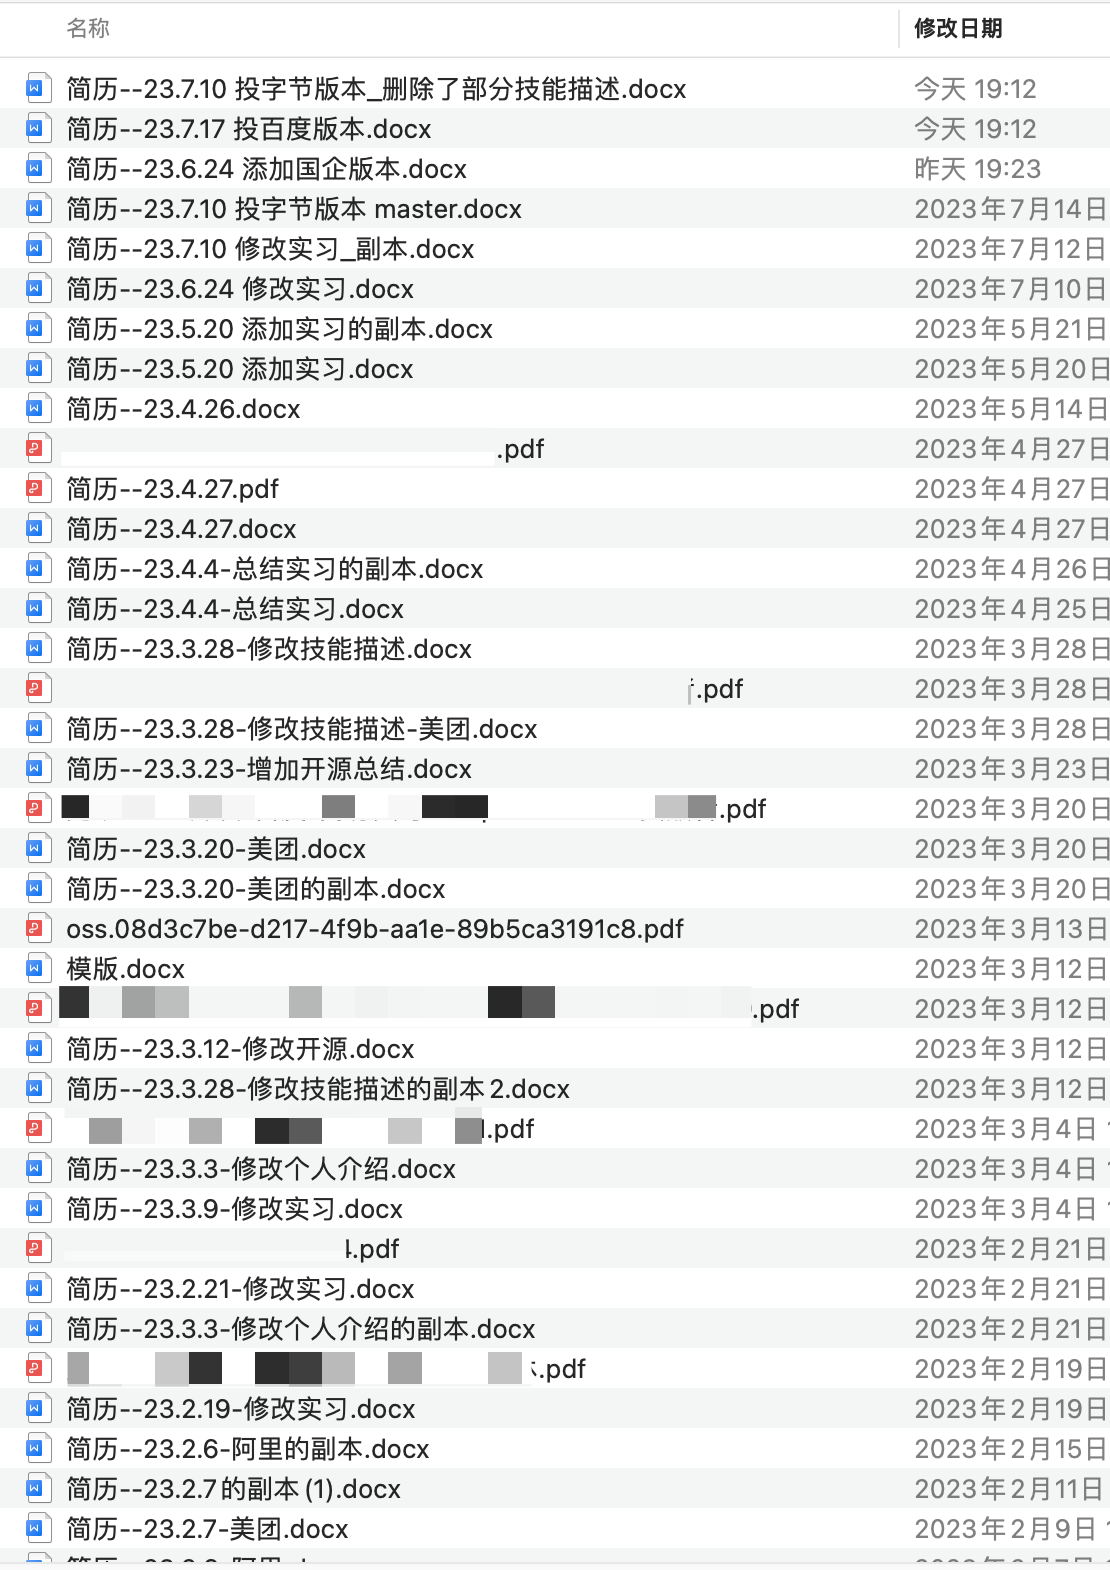 名称 修改日期
简历--23.7.10 投字节版本_删除了部分技能描述.docx 今天 19:12
简历--23.7.17 投百度版本.docx 今天 19:12
简历--23.6.24 添加国企版本.docx 昨天 19:23
简历--23.7.10 投字节版本 master.docx 2023年7月14日
简历--23.7.10 修改实习_副本.docx 2023年7月12日
简历--23.6.24 修改实习.docx 2023年7月10日
简历--23.5.20 添加实习的副本.docx 2023年5月21日
简历--23.5.20 添加实习.docx 2023年5月20日
简历--23.4.26.docx 2023年5月14日
.pdf 2023年4月27日
简历--23.4.27.pdf 2023年4月27日
简历--23.4.27.docx 2023年4月27日
简历--23.4.4-总结实习的副本.docx 2023年4月26日
简历--23.4.4-总结实习.docx 2023年4月25日
简历--23.3.28-修改技能描述.docx 2023年3月28日
.pdf 2023年3月28日
简历--23.3.28-修改技能描述-美团.docx 2023年3月28日
简历--23.3.23-增加开源总结.docx 2023年3月23日
.pdf 2023年3月20日
简历--23.3.20-美团.docx 2023年3月20日
简历--23.3.20-美团的副本.docx 2023年3月20日
oss.08d3c7be-d217-4f9b-aa1e-89b5ca3191c8.pdf 2023年3月13日
模版.docx 2023年3月12日
.pdf 2023年3月12日
简历--23.3.12-修改开源.docx 2023年3月12日
简历--23.3.28-修改技能描述的副本2.docx 2023年3月12日
.pdf 2023年3月4日
简历--23.3.3-修改个人介绍.docx 2023年3月4日
简历--23.3.9-修改实习.docx 2023年3月4日
.pdf 2023年2月21日
简历--23.2.21-修改实习.docx 2023年2月21日
简历--23.3.3-修改个人介绍的副本.docx 2023年2月21日
.pdf 2023年2月19日
简历--23.2.19-修改实习.docx 2023年2月19日
简历--23.2.6-阿里的副本.docx 2023年2月15日
简历--23.2.7的副本(1).docx 2023年2月11日
简历--23.2.7-美团.docx 2023年2月9日